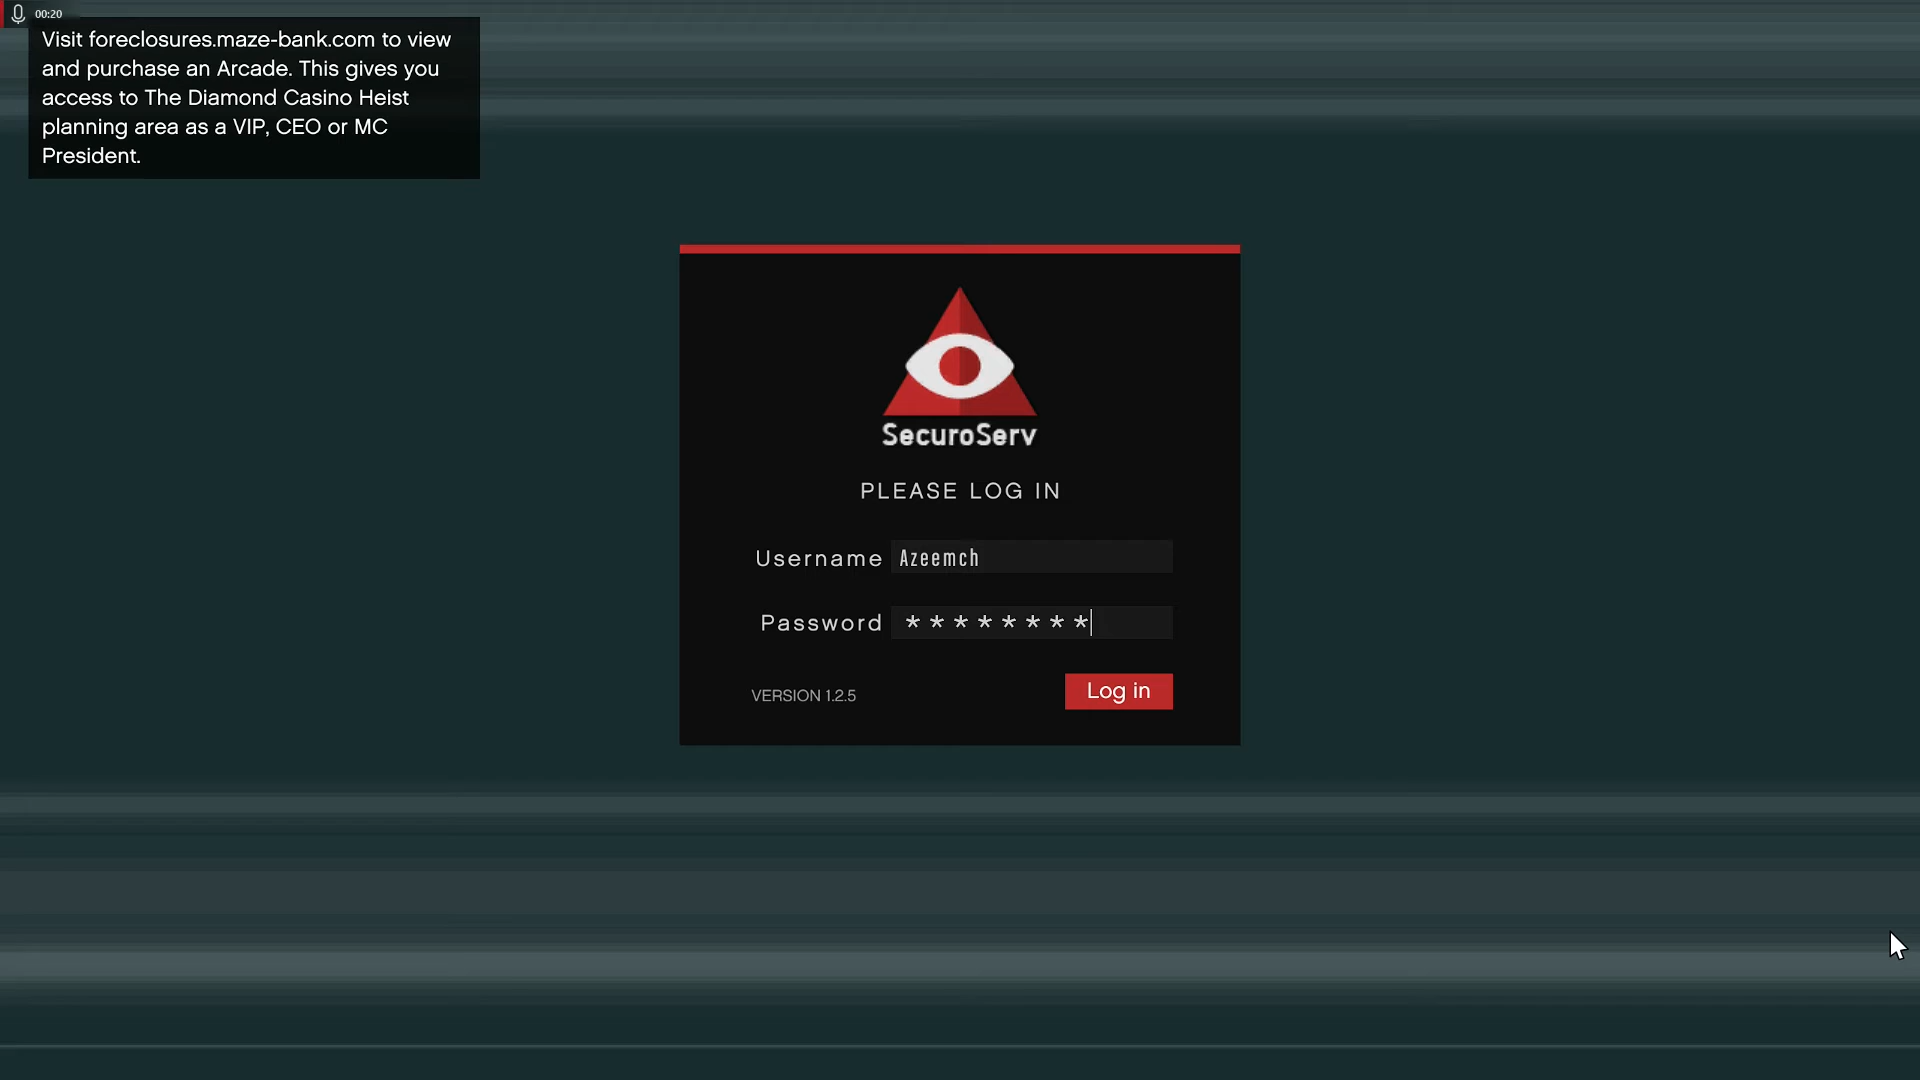 00:20
Visit foreclosures.maze-bank.com to view
and purchase an Arcade. This gives you
access to The Diamond Casino Heist
planning area as a VIP, CEO or MC
President.
SecuroServ
PLEASE LOG IN
Username Azeemch
Password ********
VERSION 1.2.5
Log in